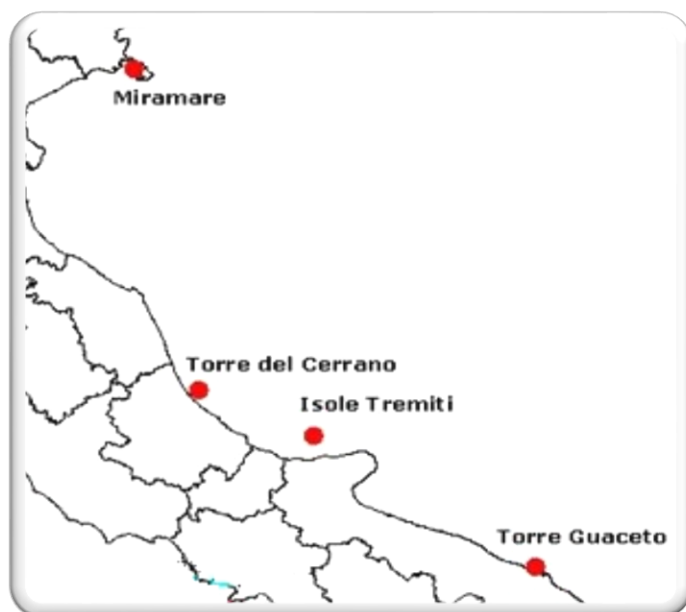 Miramare
Torre del Cerrano
Isole Tremiti
Torre Guaceto